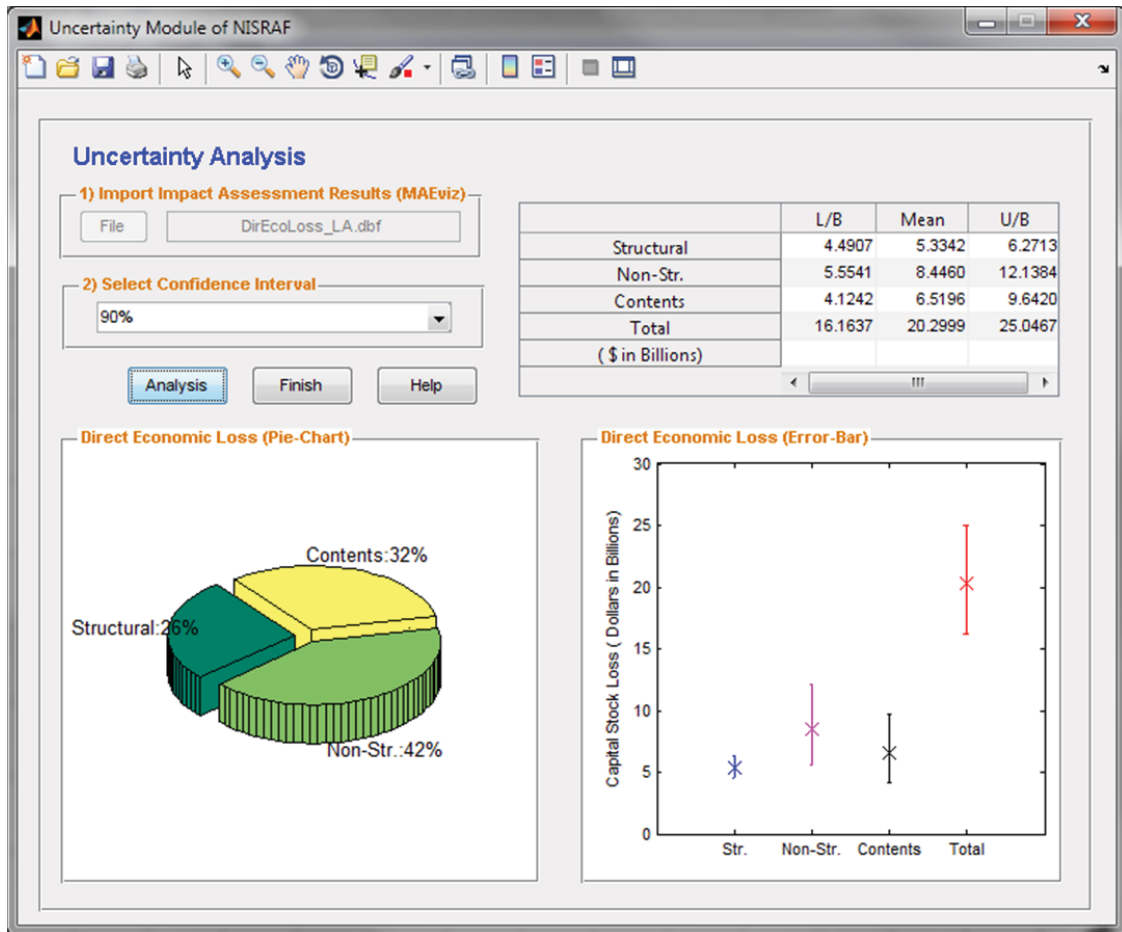 Uncertainty Module of NISRAF
Uncertainty Analysis
1) Import Impact Assessment Results (MAEviz)
File DirEcoLoss_LA.dbf
2) Select Confidence Interval
90%
Analysis Finish Help
L/B Mean U/B
Structural 4.4907 5.3342 6.2713
Non-Str. 5.5541 8.4460 12.1384
Contents 4.1242 6.5196 9.6420
Total 16.1637 20.2999 25.0467
( $ in Billions)
Direct Economic Loss (Pie-Chart)
Contents:32%
Structural:26%
Non-Str.:42%
Direct Economic Loss (Error-Bar)
Capital Stock Loss ( Dollars in Billions)
30
25
20
15
10
5
0
Str. Non-Str. Contents Total